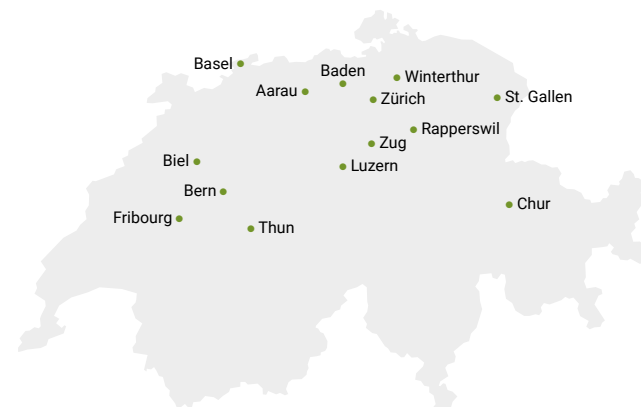 Basel
Baden
Winterthur
Aarau
Zürich
St. Gallen
Rapperswil
Zug
Biel
Luzern
Bern
Chur
Fribourg
Thun